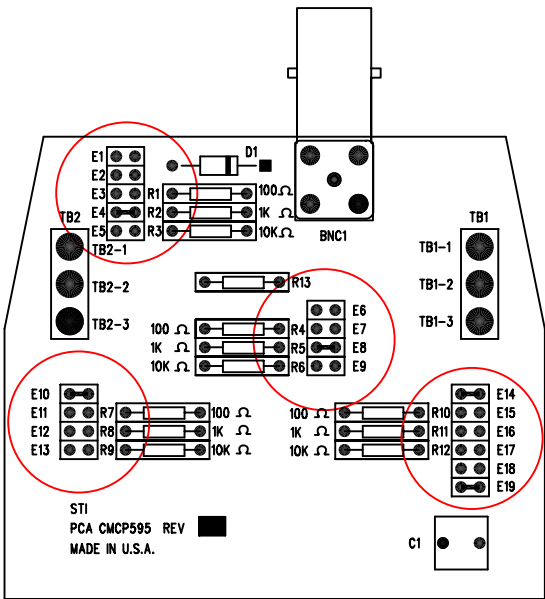 D1
E1
E2
E3 R1 100Ω
TB2 E4 R2 1K Ω
E5 R3 10KΩ
BNC1
TB1
TB2-1 TB1-1
TB2-2 TB1-2
R13
TB2-3 TB1-3
E6
100 Ω R4 E7
1K Ω R5 E8
10K Ω R6 E9
E10 E14
E11 R7 100 Ω 100 Ω R10 E15
E12 R8 1K Ω 1K Ω R11 E16
E13 R9 10K Ω 10K Ω R12 E17
E18
E19
STI
PCA CMCP595 REV
MADE IN U.S.A.
C1